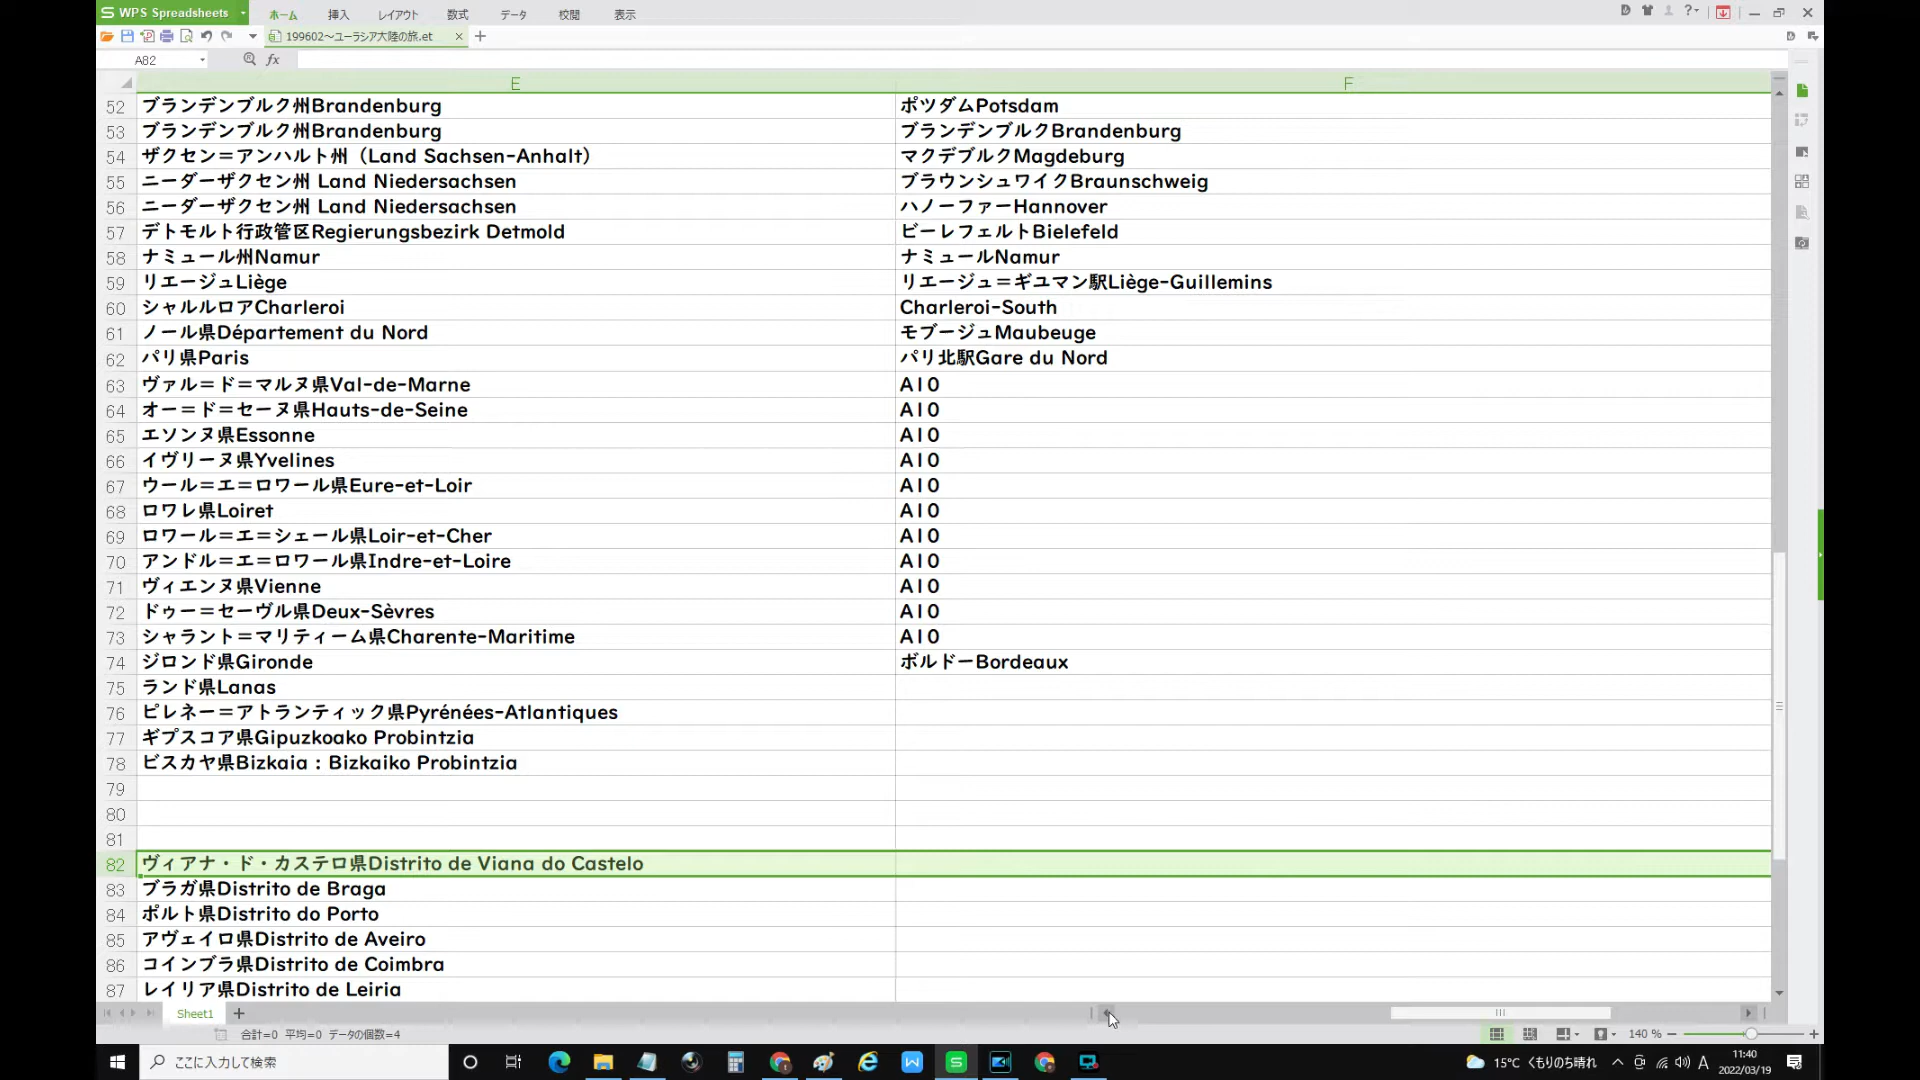 WPS Spreadsheets
ホーム 挿入 レイアウト 数式 データ 校閲 表示
199602～ユーラシア大陸の旅.et
A82
fx
E F
52 ブランデンブルク州Brandenburg ポツダムPotsdam
53 ブランデンブルク州Brandenburg ブランデンブルクBrandenburg
54 ザクセン＝アンハルト州（Land Sachsen-Anhalt） マクデブルクMagdeburg
55 ニーダーザクセン州 Land Niedersachsen ブラウンシュワイクBraunschweig
56 ニーダーザクセン州 Land Niedersachsen ハノーファーHannover
57 デトモルト行政管区Regierungsbezirk Detmold ビーレフェルトBielefeld
58 ナミュール州Namur ナミュールNamur
59 リエージュLiège リエージュ＝ギユマン駅Liège-Guillemins
60 シャルルロアCharleroi Charleroi-South
61 ノール県Département du Nord モブージュMaubeuge
62 パリ県Paris パリ北駅Gare du Nord
63 ヴァル＝ド＝マルヌ県Val-de-Marne A10
64 オー＝ド＝セーヌ県Hauts-de-Seine A10
65 エソンヌ県Essonne A10
66 イヴリーヌ県Yvelines A10
67 ウール＝エ＝ロワール県Eure-et-Loir A10
68 ロワレ県Loiret A10
69 ロワール＝エ＝シェール県Loir-et-Cher A10
70 アンドル＝エ＝ロワール県Indre-et-Loire A10
71 ヴィエンヌ県Vienne A10
72 ドゥー＝セーヴル県Deux-Sèvres A10
73 シャラント＝マリティーム県Charente-Maritime A10
74 ジロンド県Gironde ボルドーBordeaux
75 ランド県Lanas
76 ピレネー＝アトランティック県Pyrénées-Atlantiques
77 ギプスコア県Gipuzkoako Probintzia
78 ビスカヤ県Bizkaia : Bizkaiko Probintzia
79
80
81
82 ヴィアナ・ド・カステロ県Distrito de Viana do Castelo
83 ブラガ県Distrito de Braga
84 ポルト県Distrito do Porto
85 アヴェイロ県Distrito de Aveiro
86 コインブラ県Distrito de Coimbra
87 レイリア県Distrito de Leiria
Sheet1
合計=0 平均=0 データの個数=4
140 %
ここに入力して検索
15°C くもりのち晴れ
A
11:40
2022/03/19